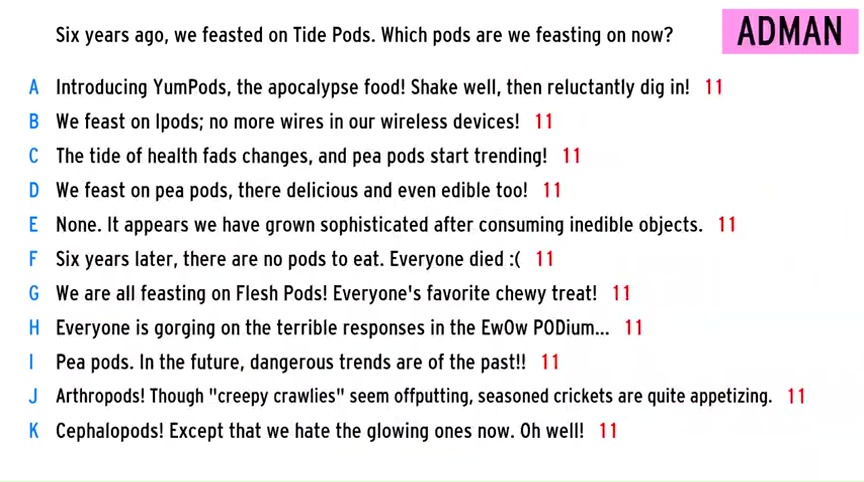 Six years ago, we feasted on Tide Pods. Which pods are we feasting on now?
ADMAN
A Introducing YumPods, the apocalypse food! Shake well, then reluctantly dig in! 11
B We feast on Ipods; no more wires in our wireless devices! 11
C The tide of health fads changes, and pea pods start trending! 11
D We feast on pea pods, there delicious and even edible too! 11
E None. It appears we have grown sophisticated after consuming inedible objects. 11
F Six years later, there are no pods to eat. Everyone died :( 11
G We are all feasting on Flesh Pods! Everyone's favorite chewy treat! 11
H Everyone is gorging on the terrible responses in the EwOw PODium... 11
I Pea pods. In the future, dangerous trends are of the past!! 11
J Arthropods! Though "creepy crawlies" seem offputting, seasoned crickets are quite appetizing. 11
K Cephalopods! Except that we hate the glowing ones now. Oh well! 11